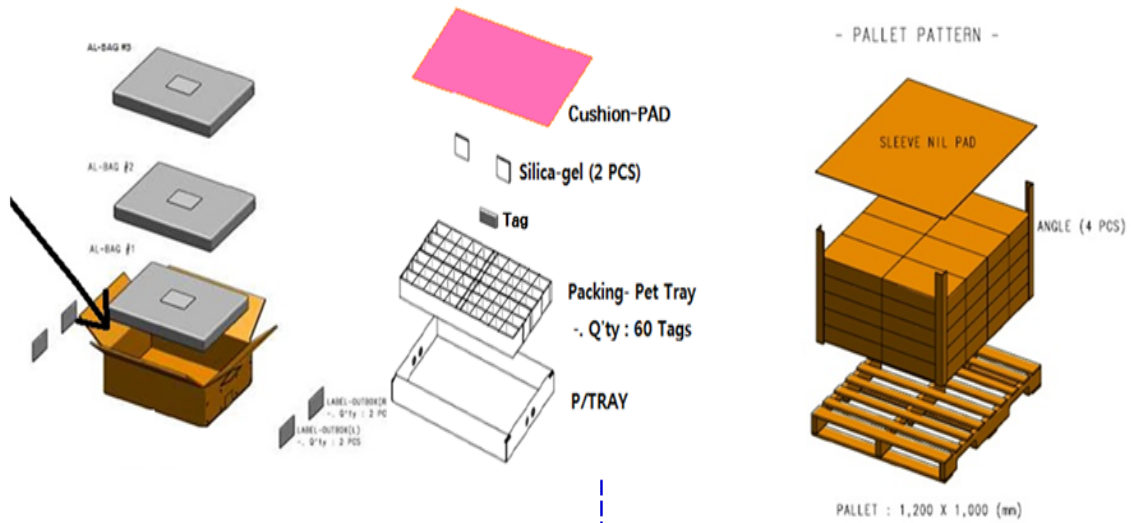 AL-BAG #3
AL-BAG #2
AL-BAG #1
Cushion-PAD
Silica-gel (2 PCS)
Tag
Packing- Pet Tray
-. Q'ty : 60 Tags
P/TRAY
LABEL-OUTBOX(R
-. Q'ty : 2 PC
LABEL-OUTBOX(L)
-. Q'ty : 2 PCS
- PALLET PATTERN -
SLEEVE NIL PAD
ANGLE (4 PCS)
PALLET : 1,200 X 1,000 (mm)